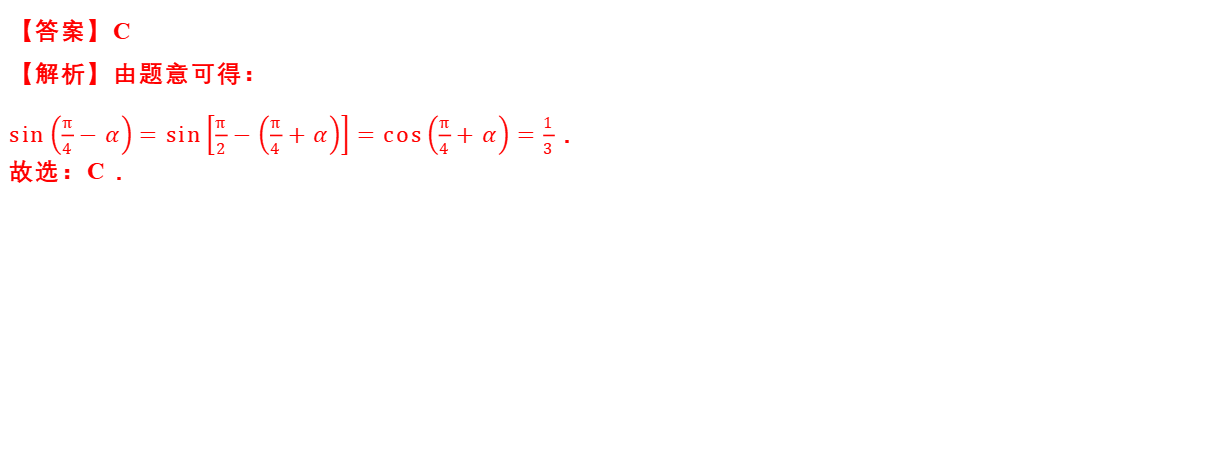 【答案】C
【解析】由题意可得：
sin(π/4 − α) = sin[π/2 − (π/4 + α)] = cos(π/4 + α) = 1/3．
故选：C．